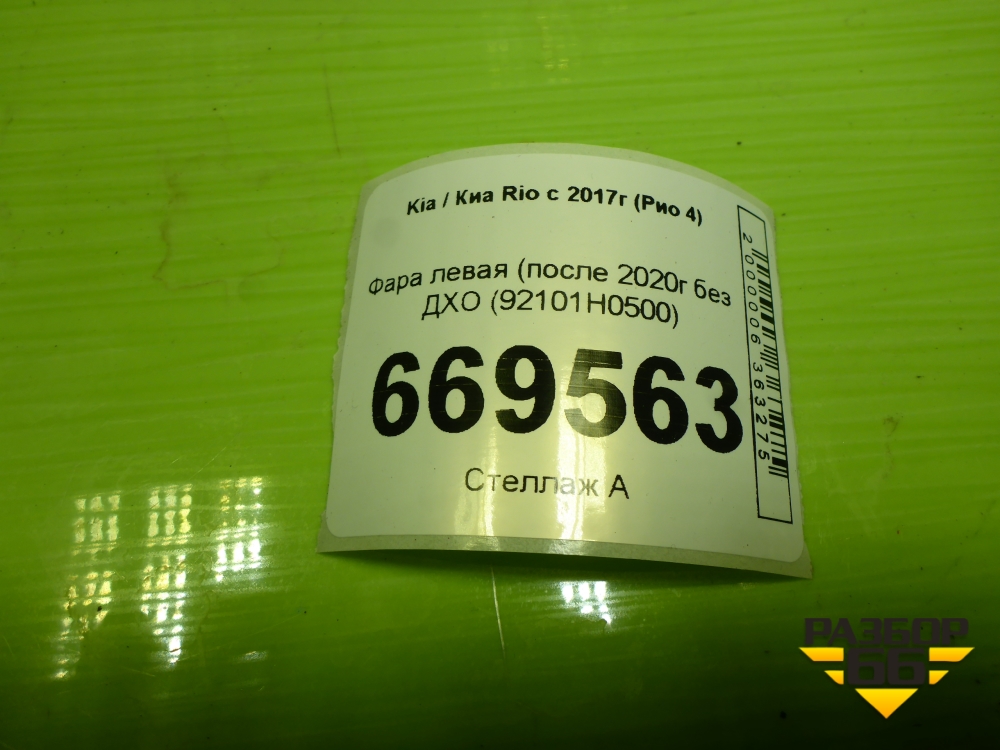 Kia / Киа Rio с 2017г (Рио 4)
Фара левая (после 2020г без
ДХО (92101H0500)
669563
Стеллаж А
2000006363275
РАЗБОР
66